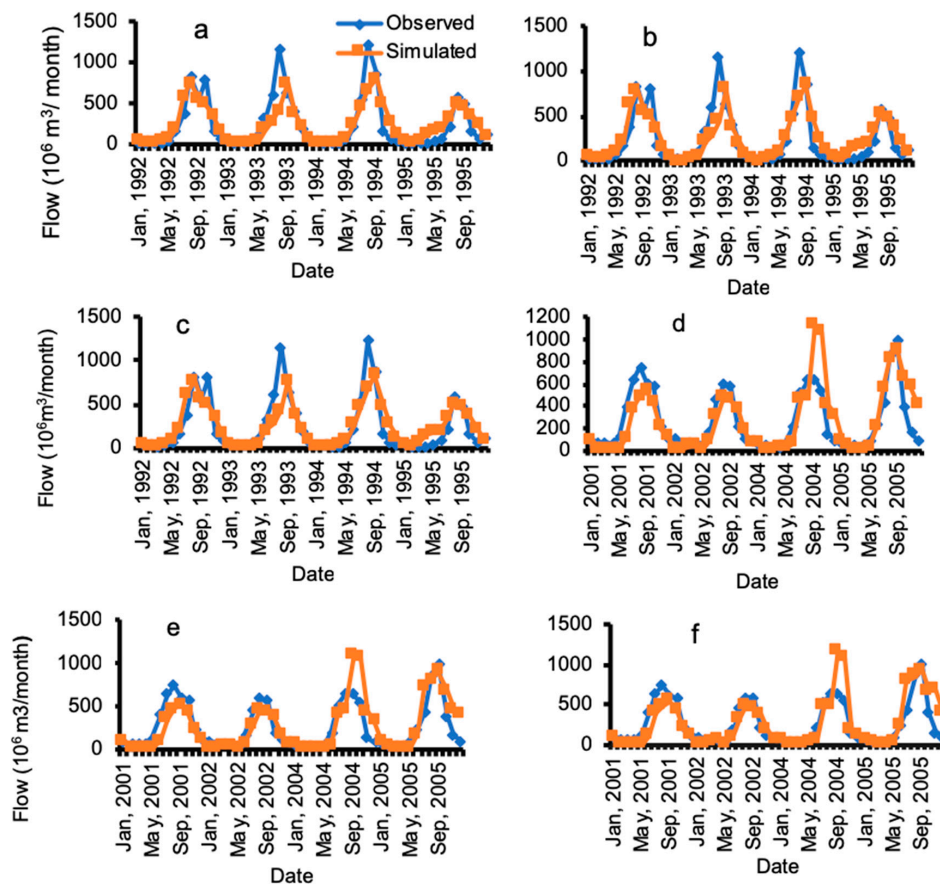 a
Observed
Simulated
1500
1000
500
0
Flow (10⁶ m³/ month)
Jan, 1992
May, 1992
Sep, 1992
Jan, 1993
May, 1993
Sep, 1993
Jan, 1994
May, 1994
Sep, 1994
Jan, 1995
May, 1995
Sep, 1995
Date
b
1500
1000
500
0
Jan, 1992
May, 1992
Sep, 1992
Jan, 1993
May, 1993
Sep, 1993
Jan, 1994
May, 1994
Sep, 1994
Jan, 1995
May, 1995
Sep, 1995
Date
c
1500
1000
500
0
Flow (10⁶m³/month)
Jan, 1992
May, 1992
Sep, 1992
Jan, 1993
May, 1993
Sep, 1993
Jan, 1994
May, 1994
Sep, 1994
Jan, 1995
May, 1995
Sep, 1995
Date
d
1200
1000
800
600
400
200
0
Jan, 2001
May, 2001
Sep, 2001
Jan, 2002
May, 2002
Sep, 2002
Jan, 2004
May, 2004
Sep, 2004
Jan, 2005
May, 2005
Sep, 2005
Date
e
1500
1000
500
0
Flow (10⁶ m3/month)
Jan, 2001
May, 2001
Sep, 2001
Jan, 2002
May, 2002
Sep, 2002
Jan, 2004
May, 2004
Sep, 2004
Jan, 2005
May, 2005
Sep, 2005
Date
f
1500
1000
500
0
Jan, 2001
May, 2001
Sep, 2001
Jan, 2002
May, 2002
Sep, 2002
Jan, 2004
May, 2004
Sep, 2004
Jan, 2005
May, 2005
Sep, 2005
Date